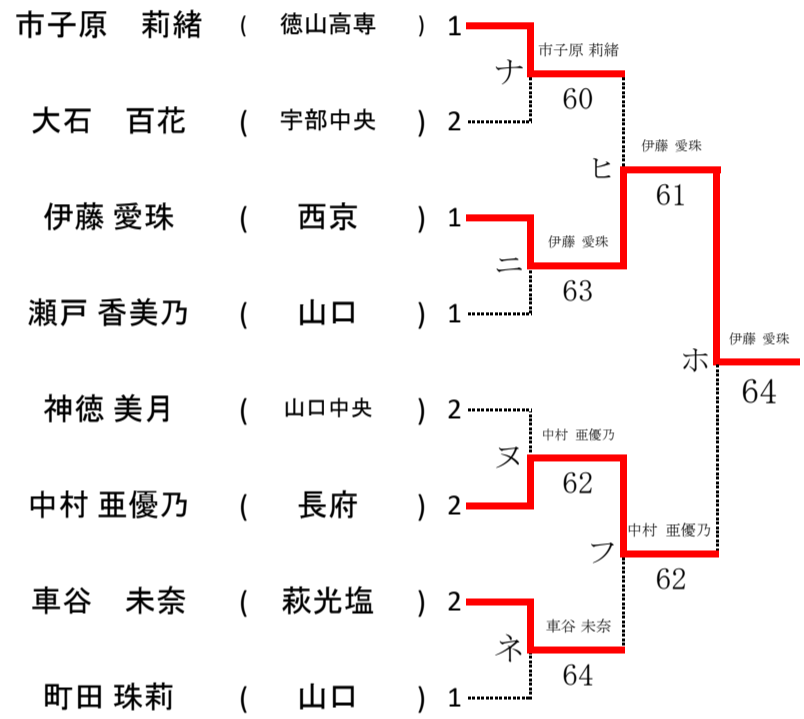 市子原　莉緒 ( 徳山高専 ) 1
市子原 莉緒
ナ
60
大石　百花 ( 宇部中央 ) 2
伊藤 愛珠
ヒ
61
伊藤 愛珠 ( 西京 ) 1
伊藤 愛珠
ニ
63
瀬戸 香美乃 ( 山口 ) 1
伊藤 愛珠
ホ
64
神徳 美月 ( 山口中央 ) 2
中村 亜優乃
ヌ
62
中村 亜優乃 ( 長府 ) 2
中村 亜優乃
フ
62
車谷　未奈 ( 萩光塩 ) 2
車谷 未奈
ネ
64
町田 珠莉 ( 山口 ) 1